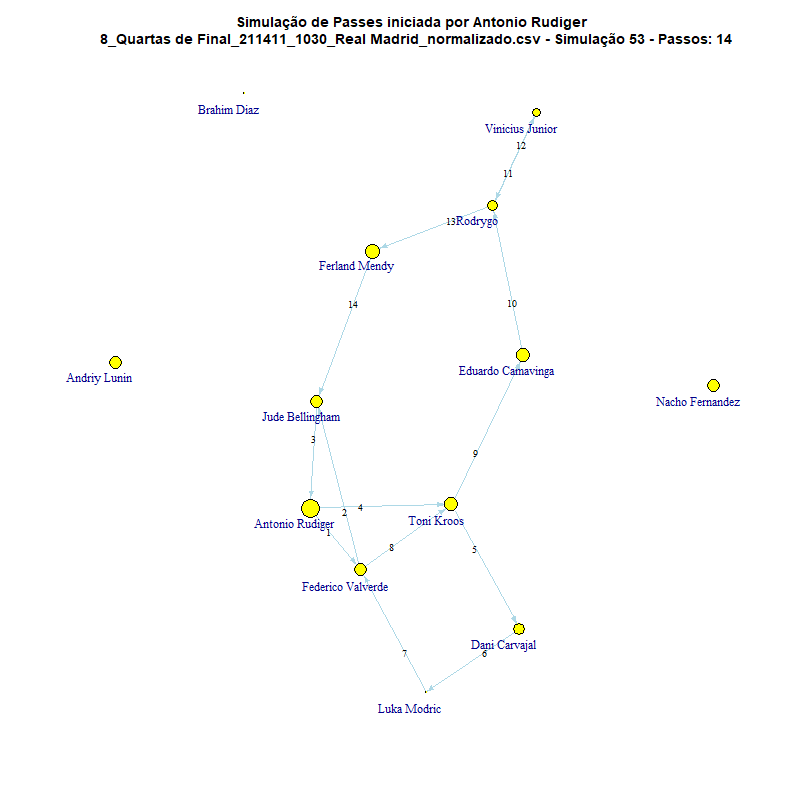 Simulação de Passes iniciada por Antonio Rudiger
8_Quartas de Final_211411_1030_Real Madrid_normalizado.csv - Simulação 53 - Passos: 14
Brahim Diaz
Vinicius Junior
12
11
13
Rodrygo
Ferland Mendy
14
10
Andriy Lunin
Eduardo Camavinga
Nacho Fernandez
Jude Bellingham
3
9
2
4
Antonio Rudiger
Toni Kroos
1
8
5
Federico Valverde
Dani Carvajal
7
6
Luka Modric